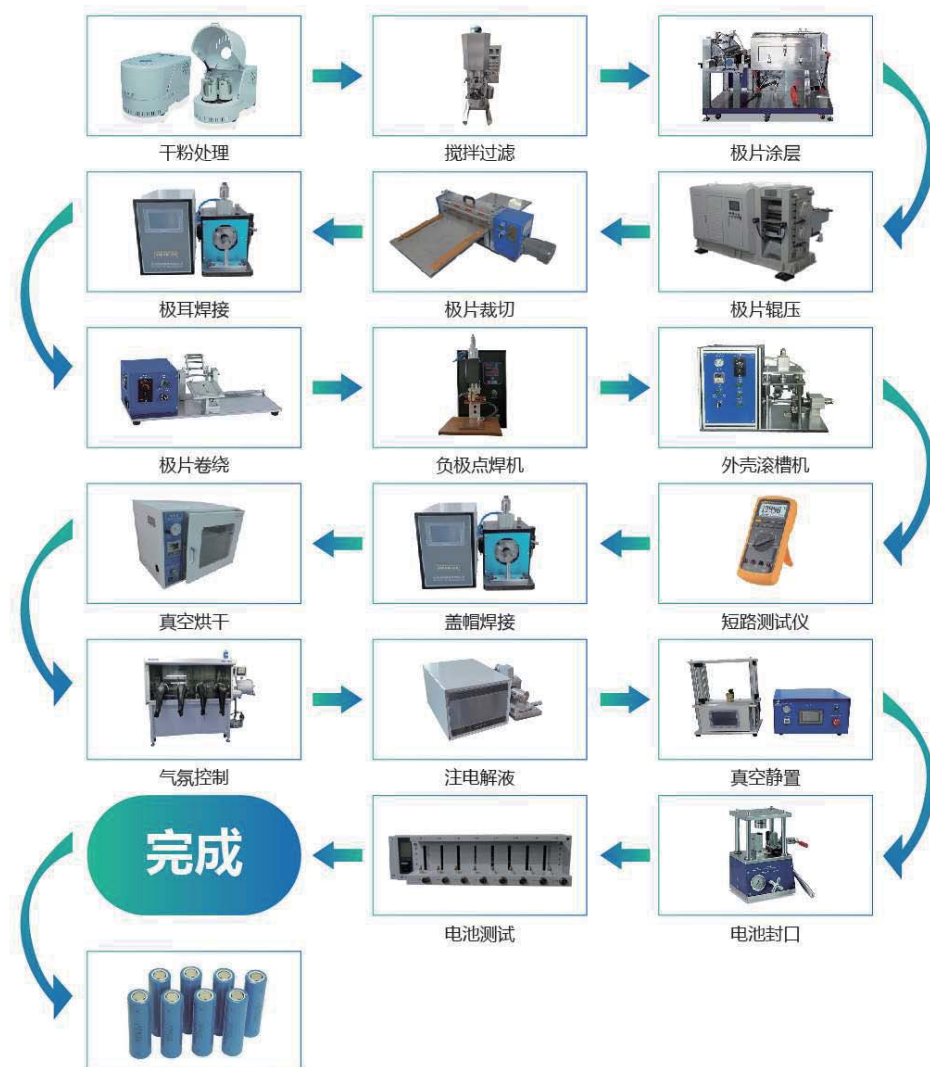 干粉处理
搅拌过滤
极片涂层
极耳焊接
极片裁切
极片辊压
极片卷绕
负极点焊机
外壳滚槽机
真空烘干
盖帽焊接
短路测试仪
气氛控制
注电解液
真空静置
完成
电池测试
电池封口